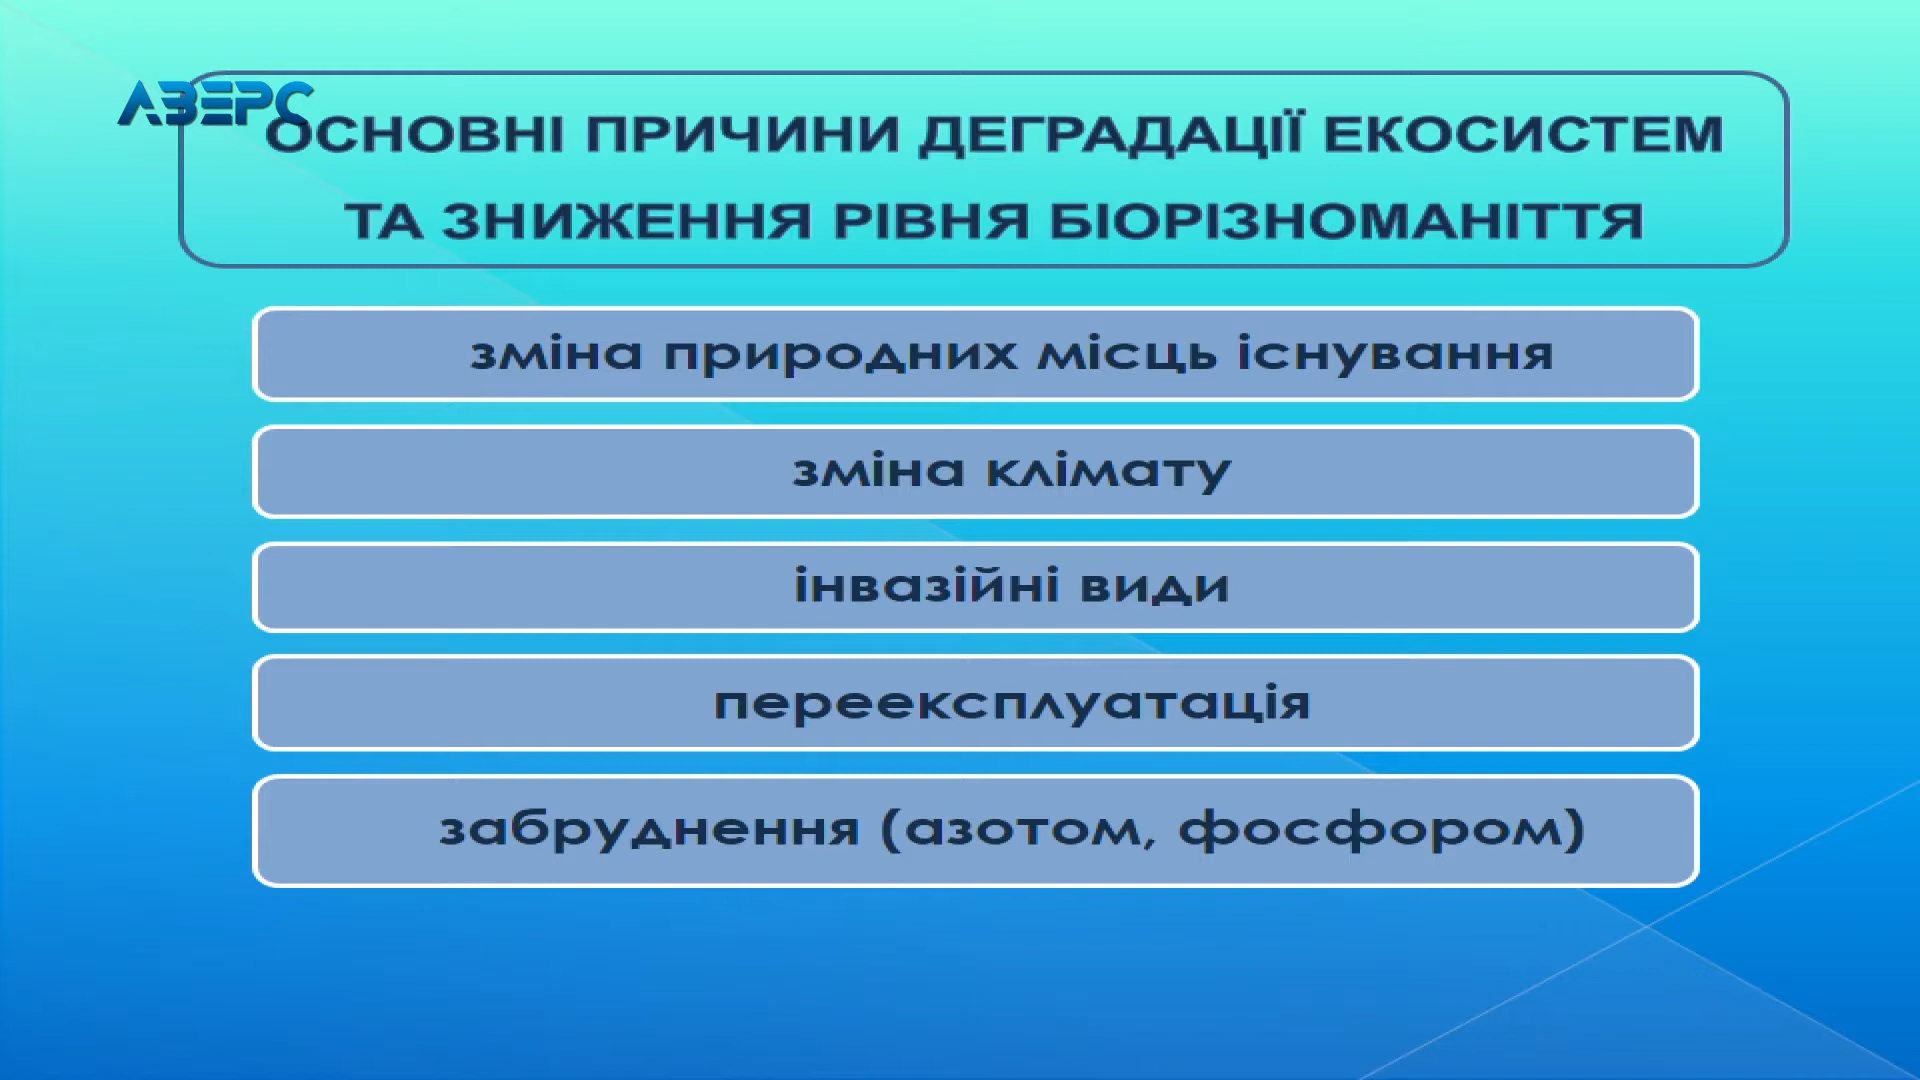 АВЕРС
ОСНОВНІ ПРИЧИНИ ДЕГРАДАЦІЇ ЕКОСИСТЕМ
ТА ЗНИЖЕННЯ РІВНЯ БІОРІЗНОМАНІТТЯ
зміна природних місць існування
зміна клімату
інвазійні види
переексплуатація
забруднення (азотом, фосфором)